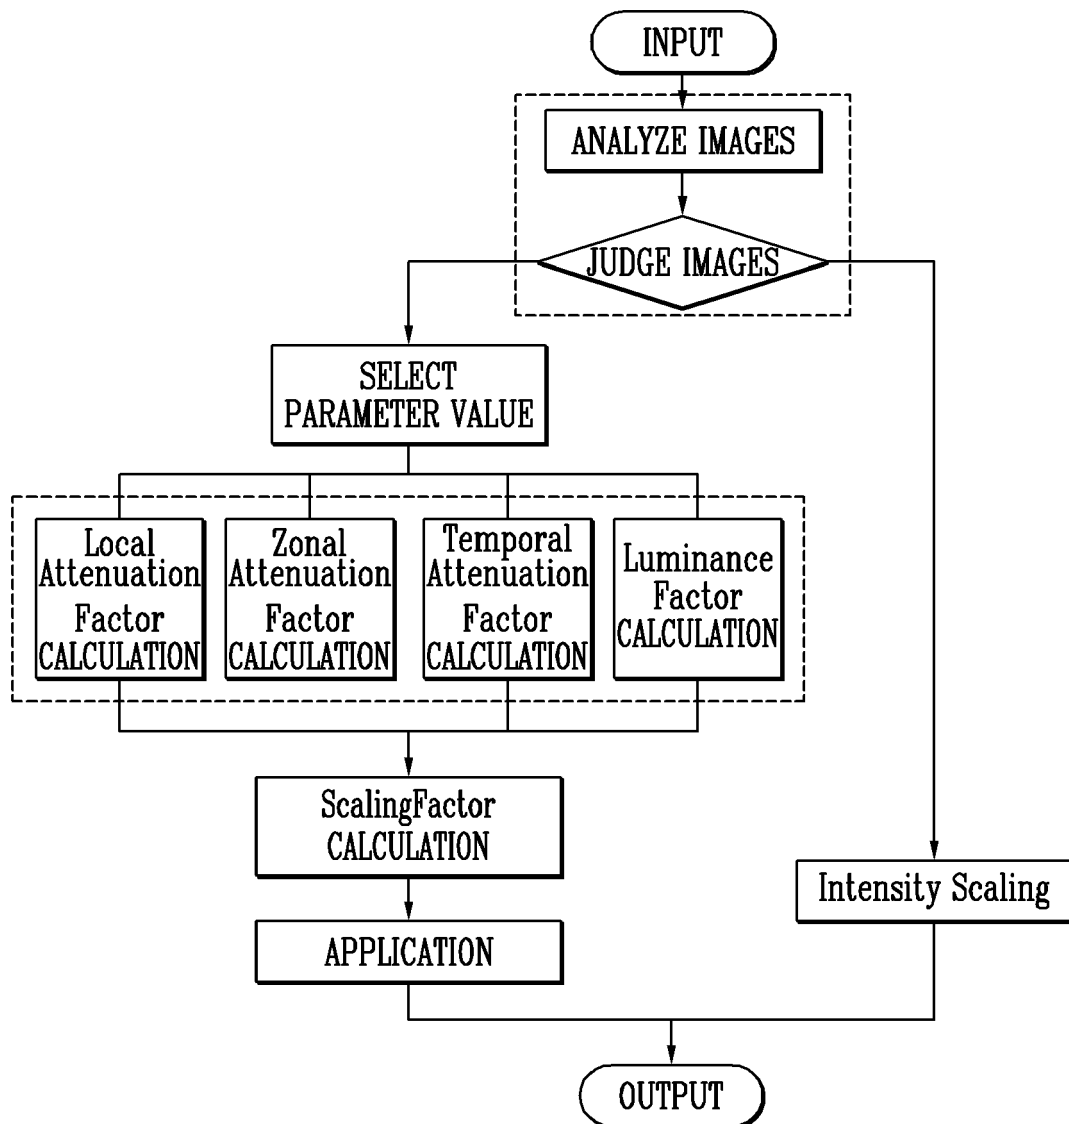 INPUT
ANALYZE IMAGES
JUDGE IMAGES
SELECT
PARAMETER VALUE
Local
Attenuation
Factor
CALCULATION
Zonal
Attenuation
Factor
CALCULATION
Temporal
Attenuation
Factor
CALCULATION
Luminance
Factor
CALCULATION
ScalingFactor
CALCULATION
Intensity Scaling
APPLICATION
OUTPUT